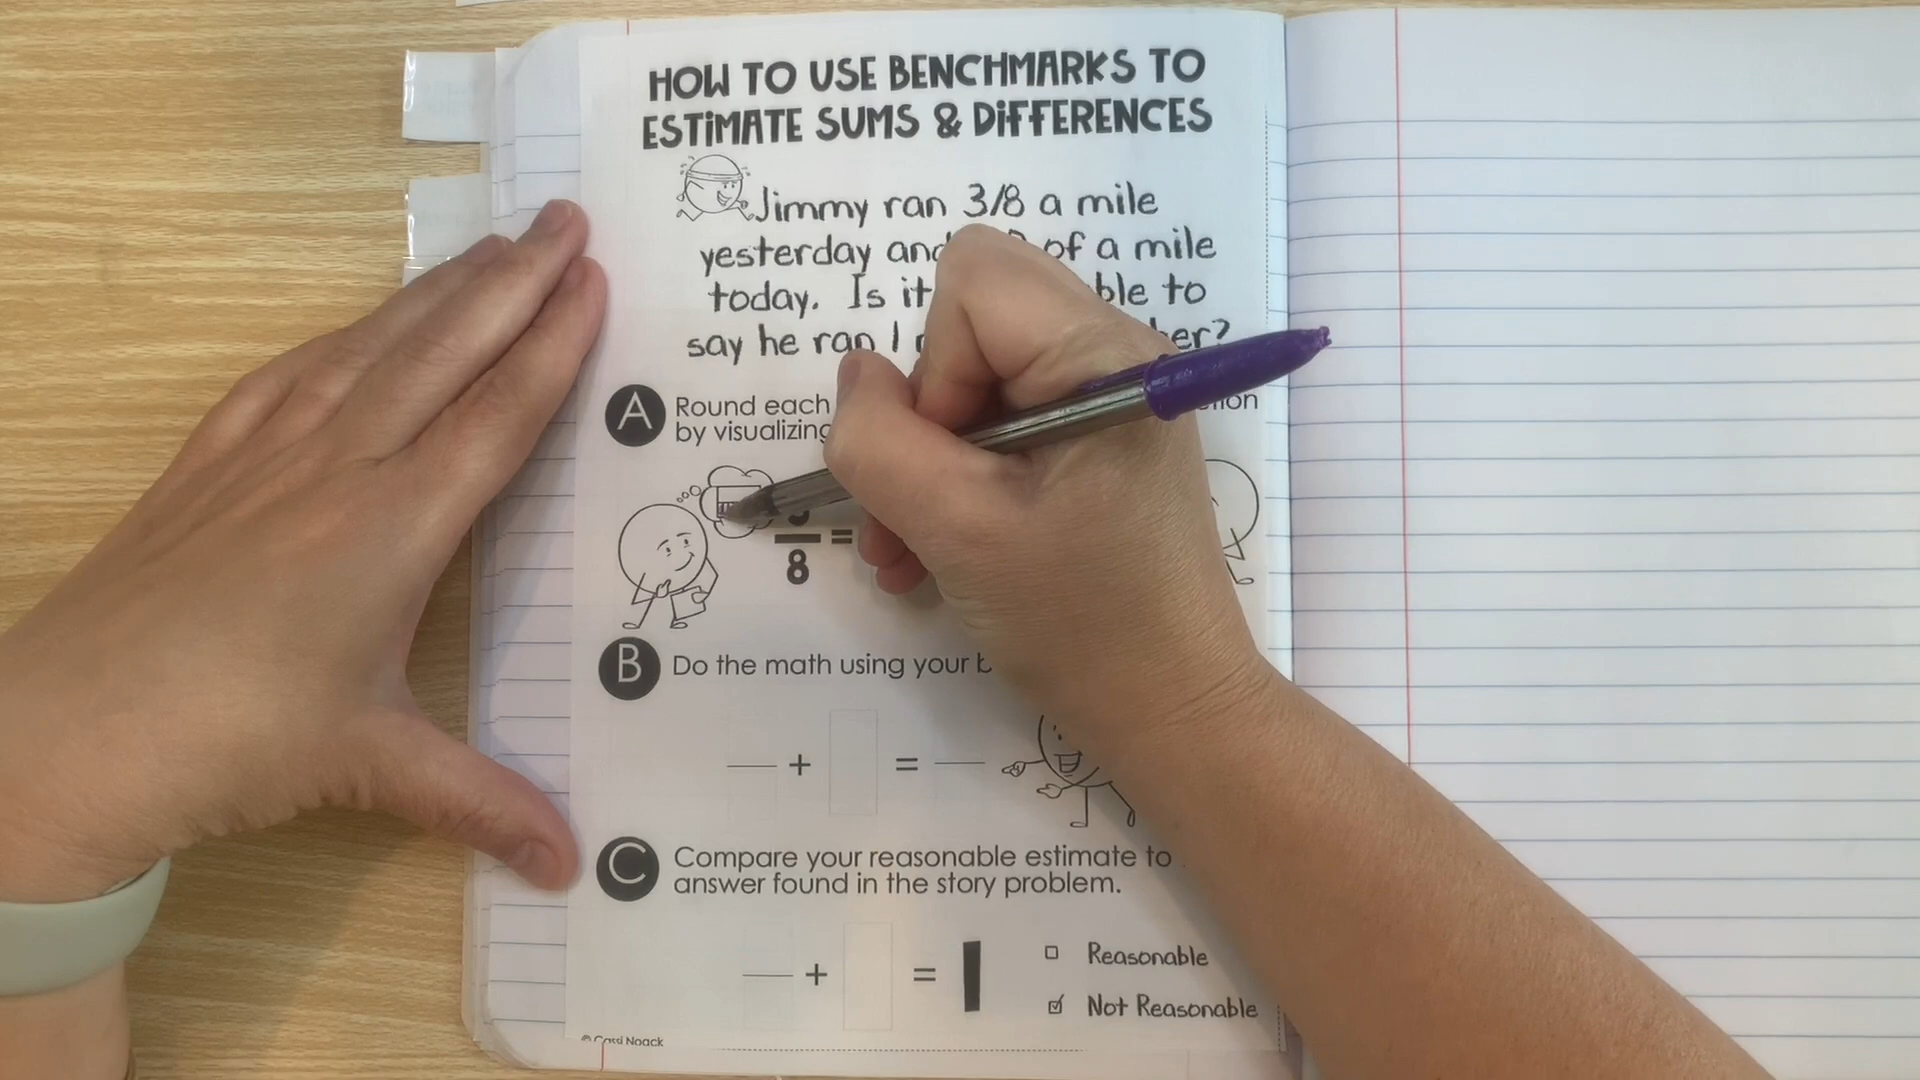 HOW TO USE BENCHMARKS TO
ESTiMATE SUMS & DiFFERENCES
Jimmy ran 3/8 a mile
yesterday and of a mile
today. Is it to
say he ran 1
A Round each
by visualizing
8 =
B Do the math using your
+ =
C Compare your reasonable estimate to
answer found in the story problem.
+ = 1
Reasonable
Not Reasonable
© Cassi Noack